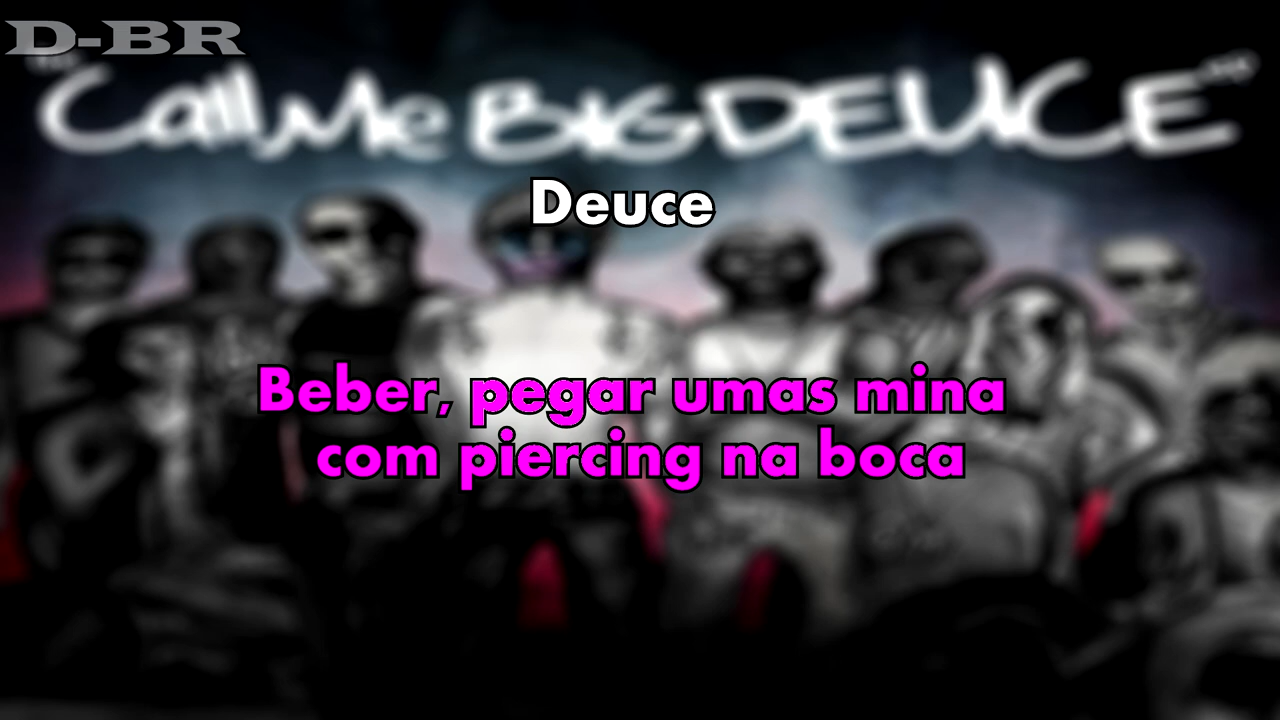 D-BR
"Call Me BIG DEUCE"
Deuce
Beber, pegar umas mina
com piercing na boca